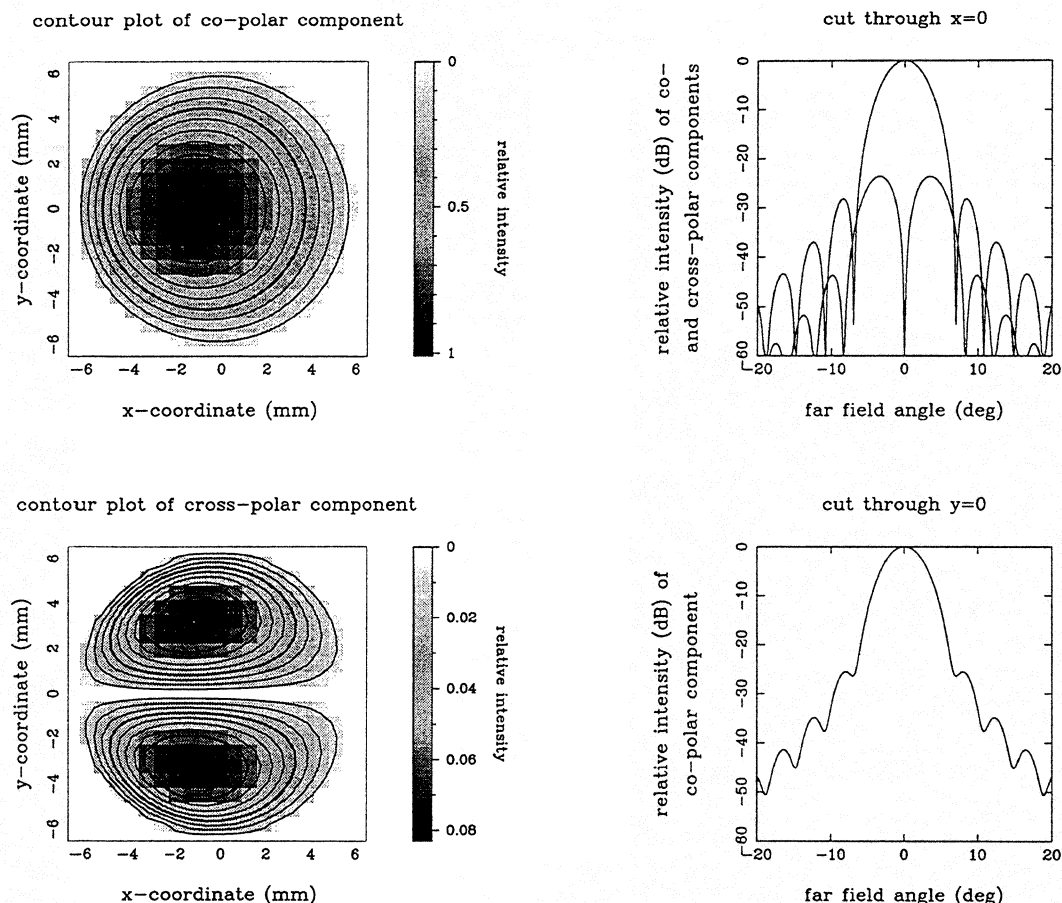 contour plot of co-polar component
6
4
2
0
-2
-4
-6
y-coordinate (mm)
-6 -4 -2 0 2 4 6
x-coordinate (mm)
0
0.5
1
relative intensity
cut through x=0
relative intensity (dB) of co-
and cross-polar components
0
-10
-20
-30
-40
-50
-60
-20 -10 0 10 20
far field angle (deg)
contour plot of cross-polar component
6
4
2
0
-2
-4
-6
y-coordinate (mm)
-6 -4 -2 0 2 4 6
x-coordinate (mm)
0
0.02
0.04
0.06
0.08
relative intensity
cut through y=0
relative intensity (dB) of
co-polar component
0
-10
-20
-30
-40
-50
-60
-20 -10 0 10 20
far field angle (deg)